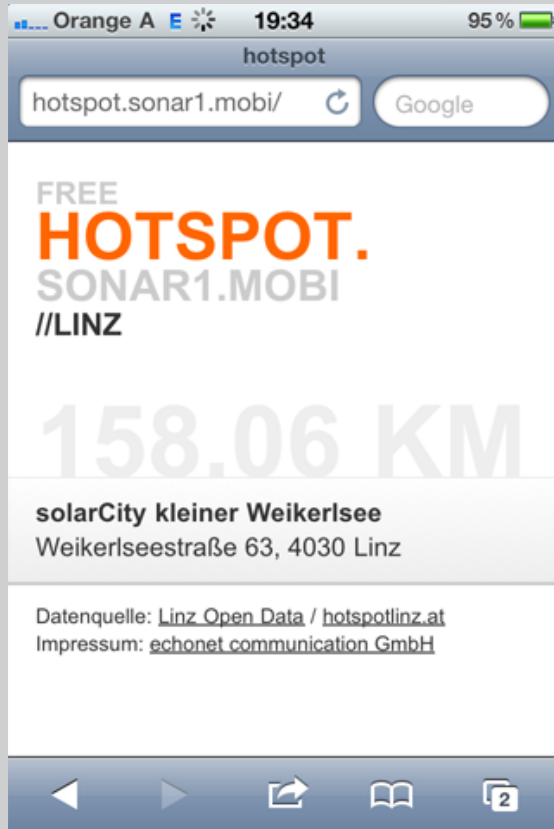 Orange A E 19:34 95 %
hotspot
hotspot.sonar1.mobi/ Google
FREE
HOTSPOT.
SONAR1.MOBI
//LINZ
158.06 KM
solarCity kleiner Weikerlsee
Weikerlseestraße 63, 4030 Linz
Datenquelle: Linz Open Data / hotspotlinz.at
Impressum: echonet communication GmbH
2